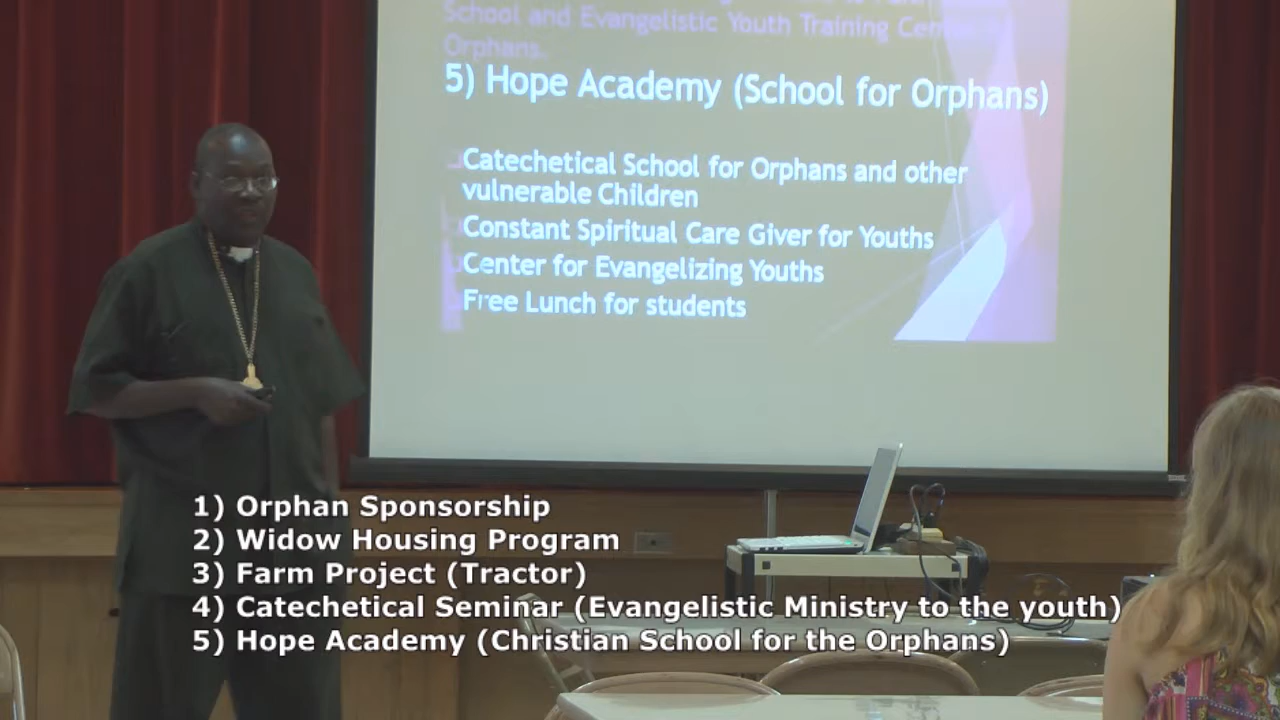 School and Evangelistic Youth Training
Orphans.
5) Hope Academy (School for Orphans)
Catechetical School for Orphans and other
vulnerable Children
Constant Spiritual Care Giver for Youths
Center for Evangelizing Youths
Free Lunch for students
1) Orphan Sponsorship
2) Widow Housing Program
3) Farm Project (Tractor)
4) Catechetical Seminar (Evangelistic Ministry to the youth)
5) Hope Academy (Christian School for the Orphans)